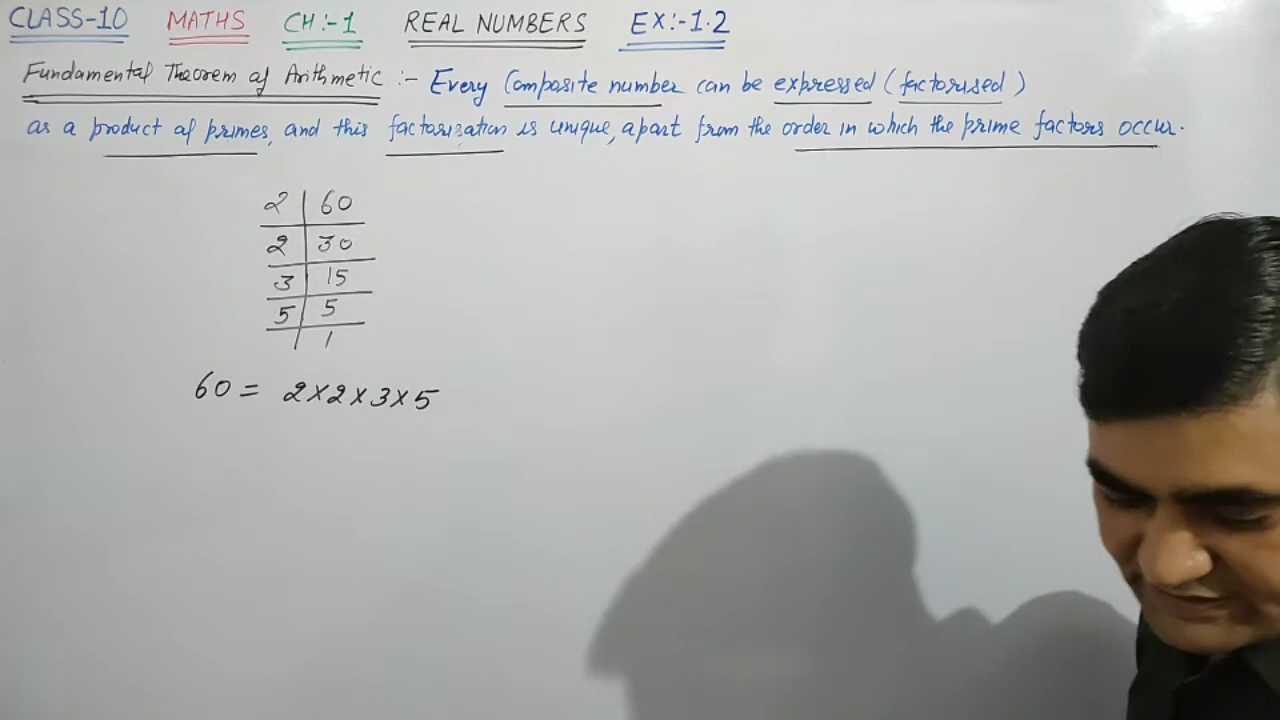 CLASS-10 MATHS CH:-1 REAL NUMBERS EX:-1.2
Fundamental Theorem of Arithmetic :- Every Composite number can be expressed (factorised)
as a product of primes, and this factorisation is unique, apart from the order in which the prime factors occur.
2 | 60
2 | 30
3 | 15
5 | 5
| 1
60 = 2×2×3×5